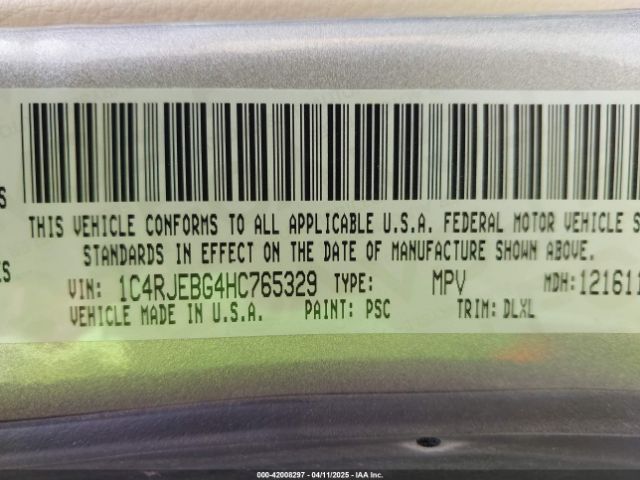 S
THIS VEHICLE CONFORMS TO ALL APPLICABLE U.S.A. FEDERAL MOTOR VEHICLE S
STANDARDS IN EFFECT ON THE DATE OF MANUFACTURE SHOWN ABOVE.
ES
VIN: 1C4RJEBG4HC765329 TYPE: MPV MDH: 121611
VEHICLE MADE IN U.S.A. PAINT: PSC TRIM: DLXL
000-42008297 - 04/11/2025 - IAA Inc.